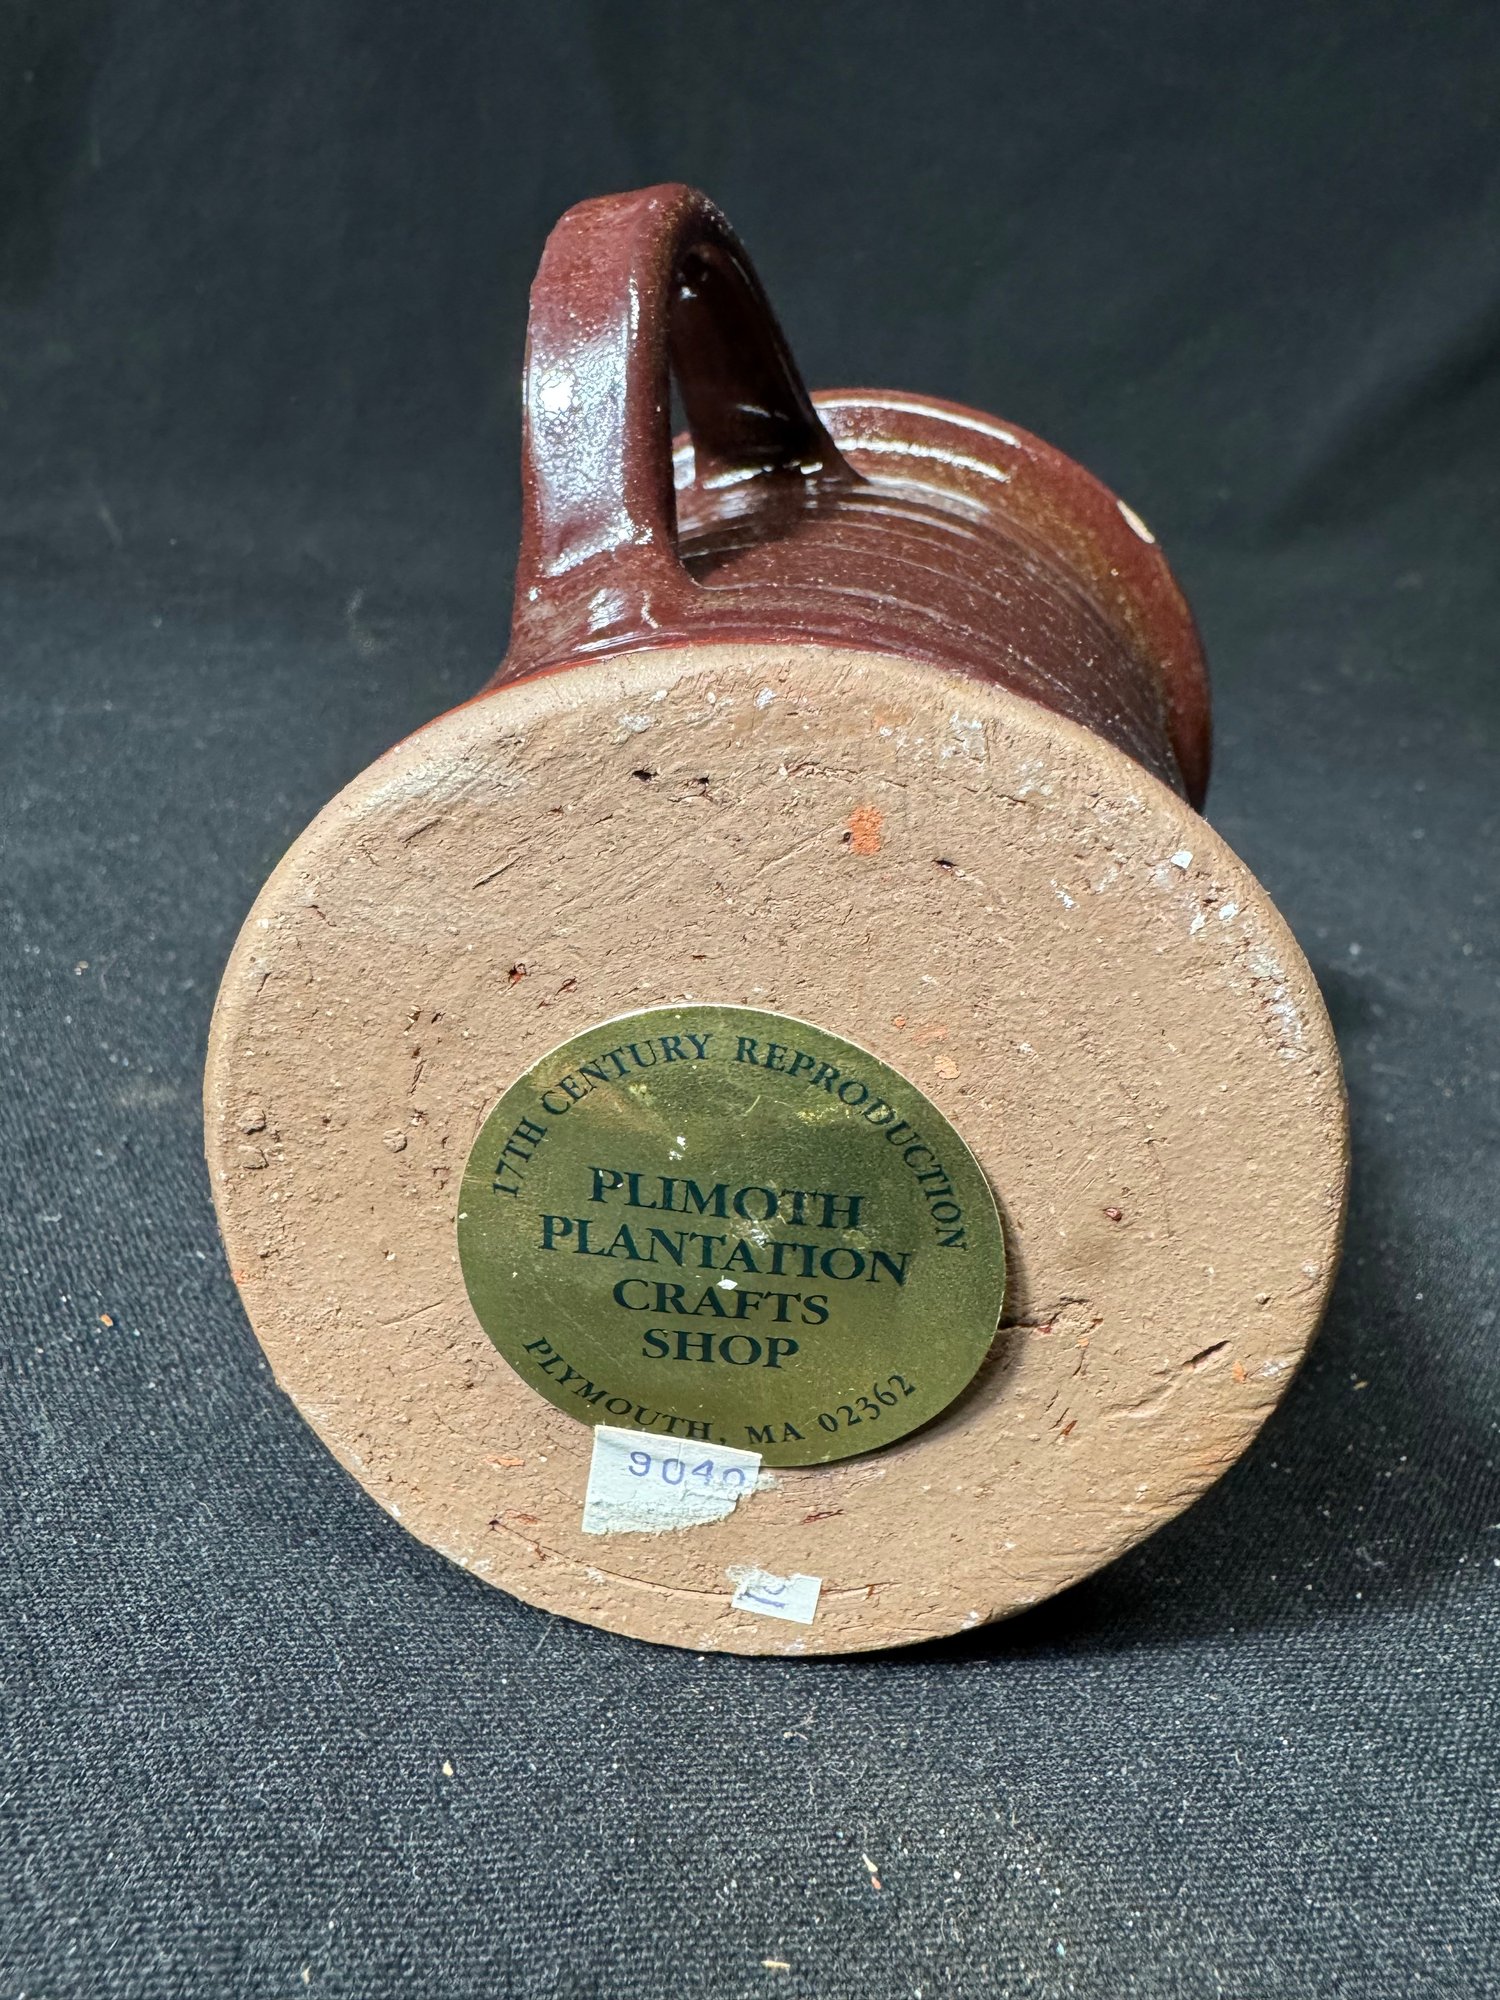 17TH CENTURY REPRODUCTION
PLIMOTH
PLANTATION
CRAFTS
SHOP
PLYMOUTH, MA 02362
9040